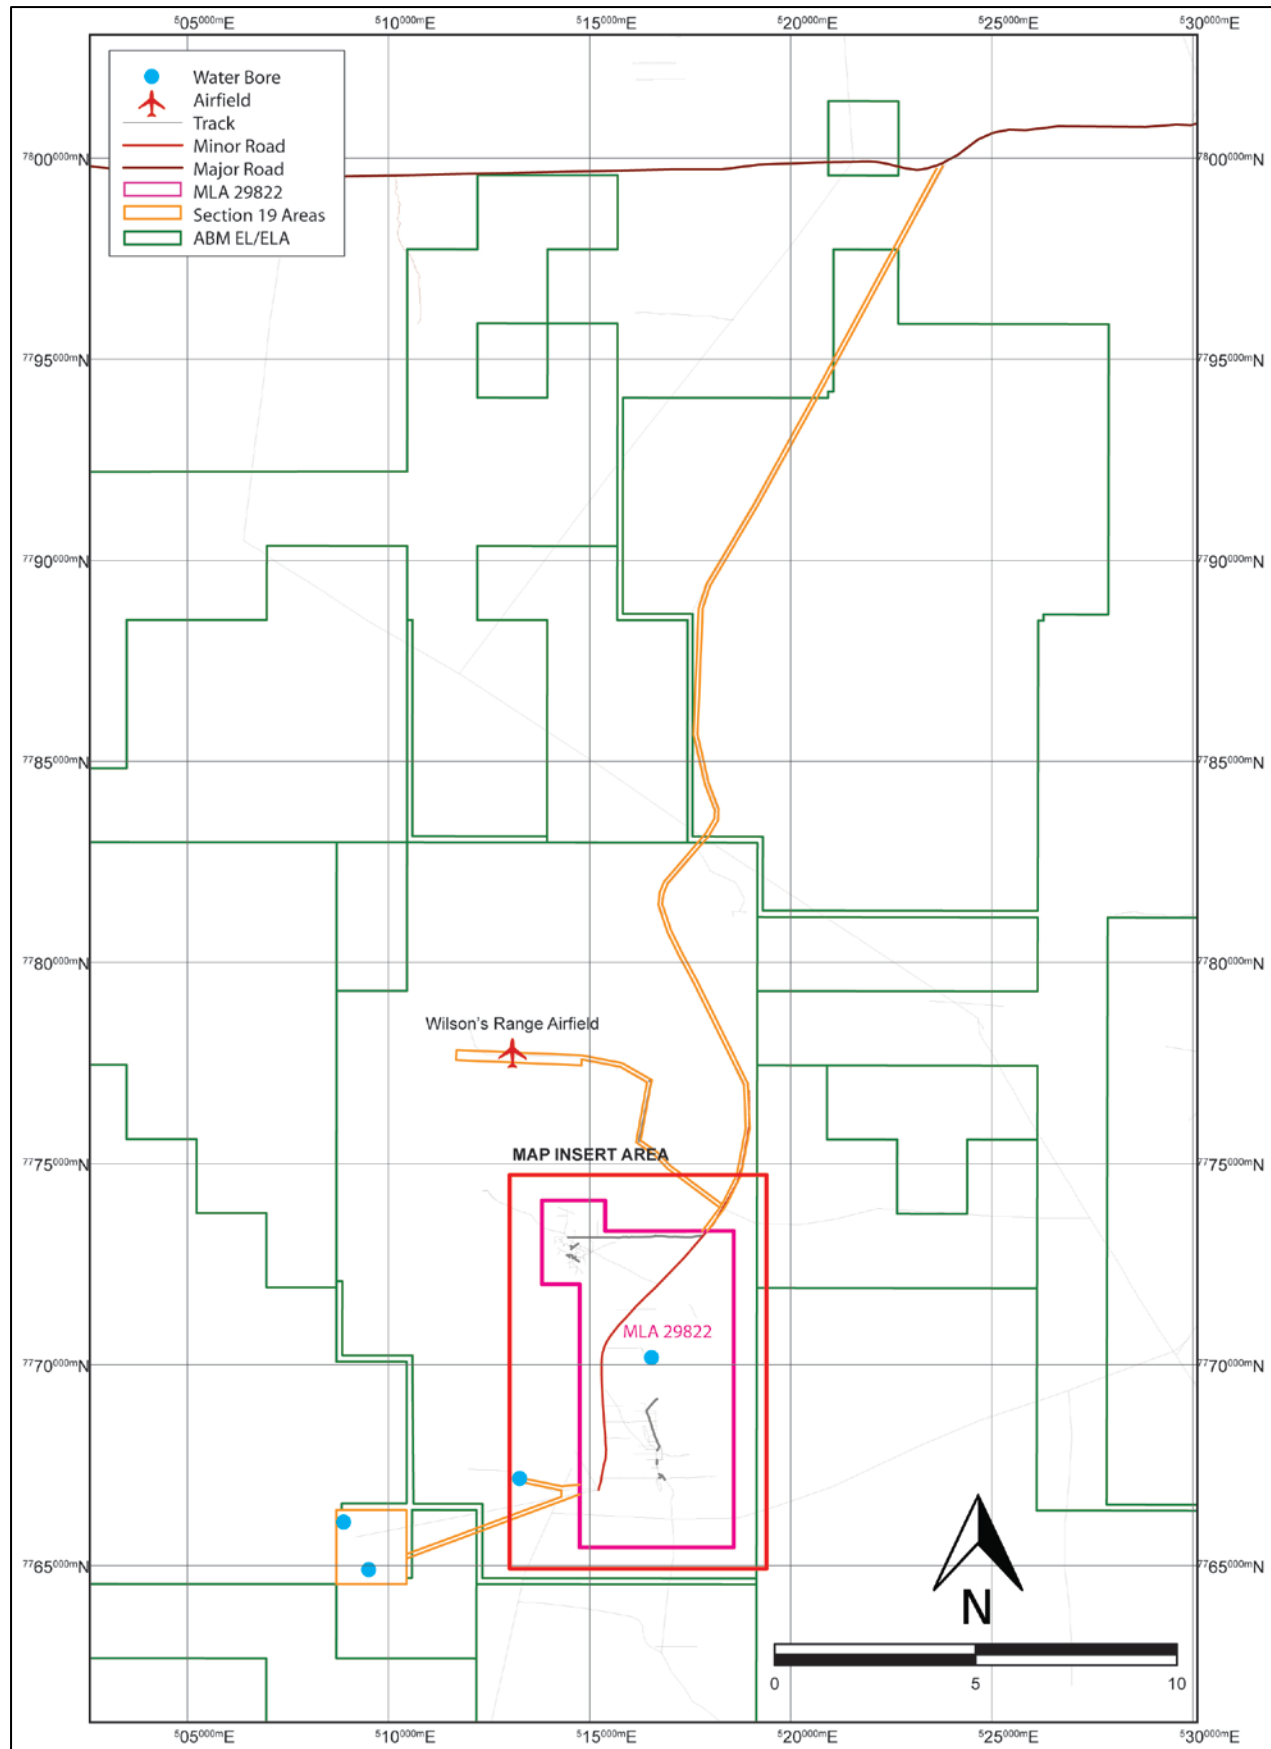 505000mE 510000mE 515000mE 520000mE 525000mE 530000mE
Water Bore
Airfield
Track
Minor Road
Major Road
MLA 29822
Section 19 Areas
ABM EL/ELA
7800000mN 7800000mN
7795000mN 7795000mN
7790000mN 7790000mN
7785000mN 7785000mN
7780000mN 7780000mN
Wilson's Range Airfield
MAP INSERT AREA
7775000mN 7775000mN
MLA 29822
7770000mN 7770000mN
7765000mN 7765000mN
N
0 5 10
505000mE 510000mE 515000mE 520000mE 525000mE 530000mE